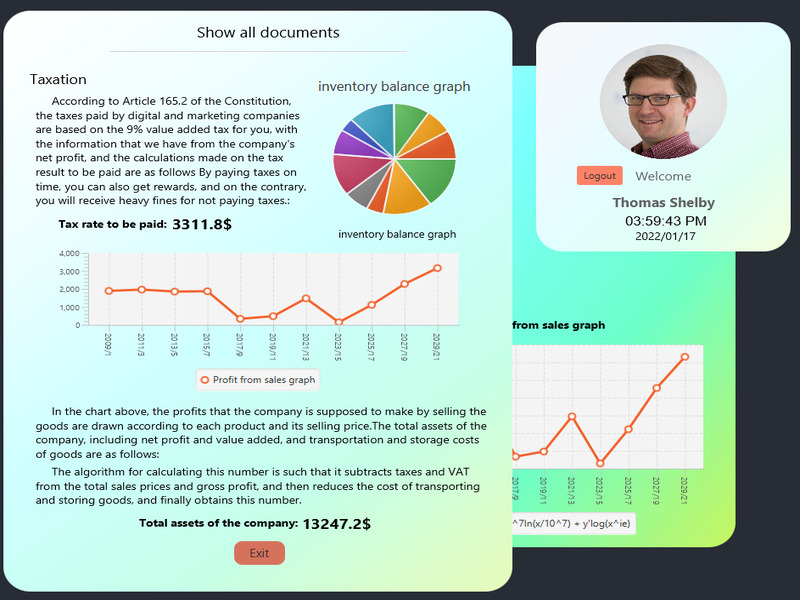 Show all documents
Taxation
According to Article 165.2 of the Constitution,
the taxes paid by digital and marketing companies
are based on the 9% value added tax for you, with
the information that we have from the company's
net profit, and the calculations made on the tax
result to be paid are as follows By paying taxes on
time, you can also get rewards, and on the contrary,
you will receive heavy fines for not paying taxes.:
Tax rate to be paid: 3311.8$
inventory balance graph
inventory balance graph
4,000
3,000
2,000
1,000
0
2009/1
2011/3
2013/5
2015/7
2017/9
2019/11
2021/13
2023/15
2025/17
2027/19
2029/21
Profit from sales graph
In the chart above, the profits that the company is supposed to make by selling the
goods are drawn according to each product and its selling price.The total assets of the
company, including net profit and value added, and transportation and storage costs
of goods are as follows:
The algorithm for calculating this number is such that it subtracts taxes and VAT
from the total sales prices and gross profit, and then reduces the cost of transporting
and storing goods, and finally obtains this number.
Total assets of the company: 13247.2$
Exit
Logout
Welcome
Thomas Shelby
03:59:43 PM
2022/01/17
from sales graph
2017/9
2019/11
2021/13
2023/15
2025/17
2027/19
2029/21
^7ln(x/10^7) + y'log(x^ie)